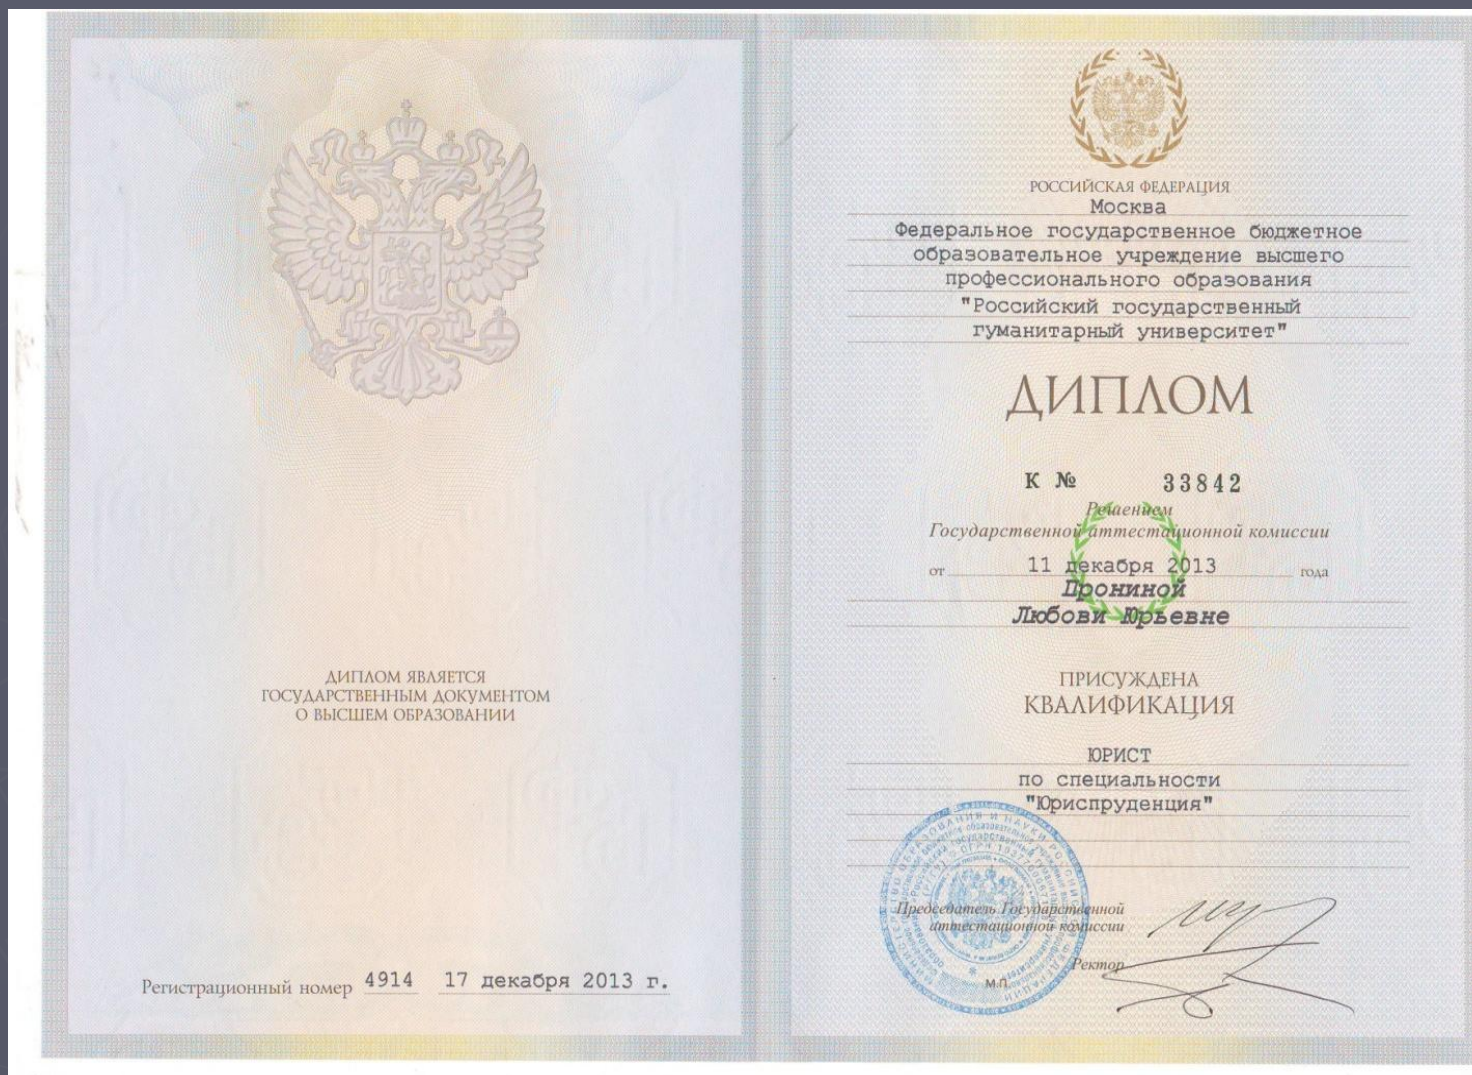 ДИПЛОМ ЯВЛЯЕТСЯ
ГОСУДАРСТВЕННЫМ ДОКУМЕНТОМ
О ВЫСШЕМ ОБРАЗОВАНИИ
Регистрационный номер 4914 17 декабря 2013 г.
РОССИЙСКАЯ ФЕДЕРАЦИЯ
Москва
Федеральное государственное бюджетное
образовательное учреждение высшего
профессионального образования
"Российский государственный
гуманитарный университет"
ДИПЛОМ
К № 33842
Решением
Государственной аттестационной комиссии
от 11 декабря 2013 года
Прониной
Любови Юрьевне
ПРИСУЖДЕНА
КВАЛИФИКАЦИЯ
ЮРИСТ
по специальности
"Юриспруденция"
Председатель Государственной
аттестационной комиссии
Ректор
М.П.